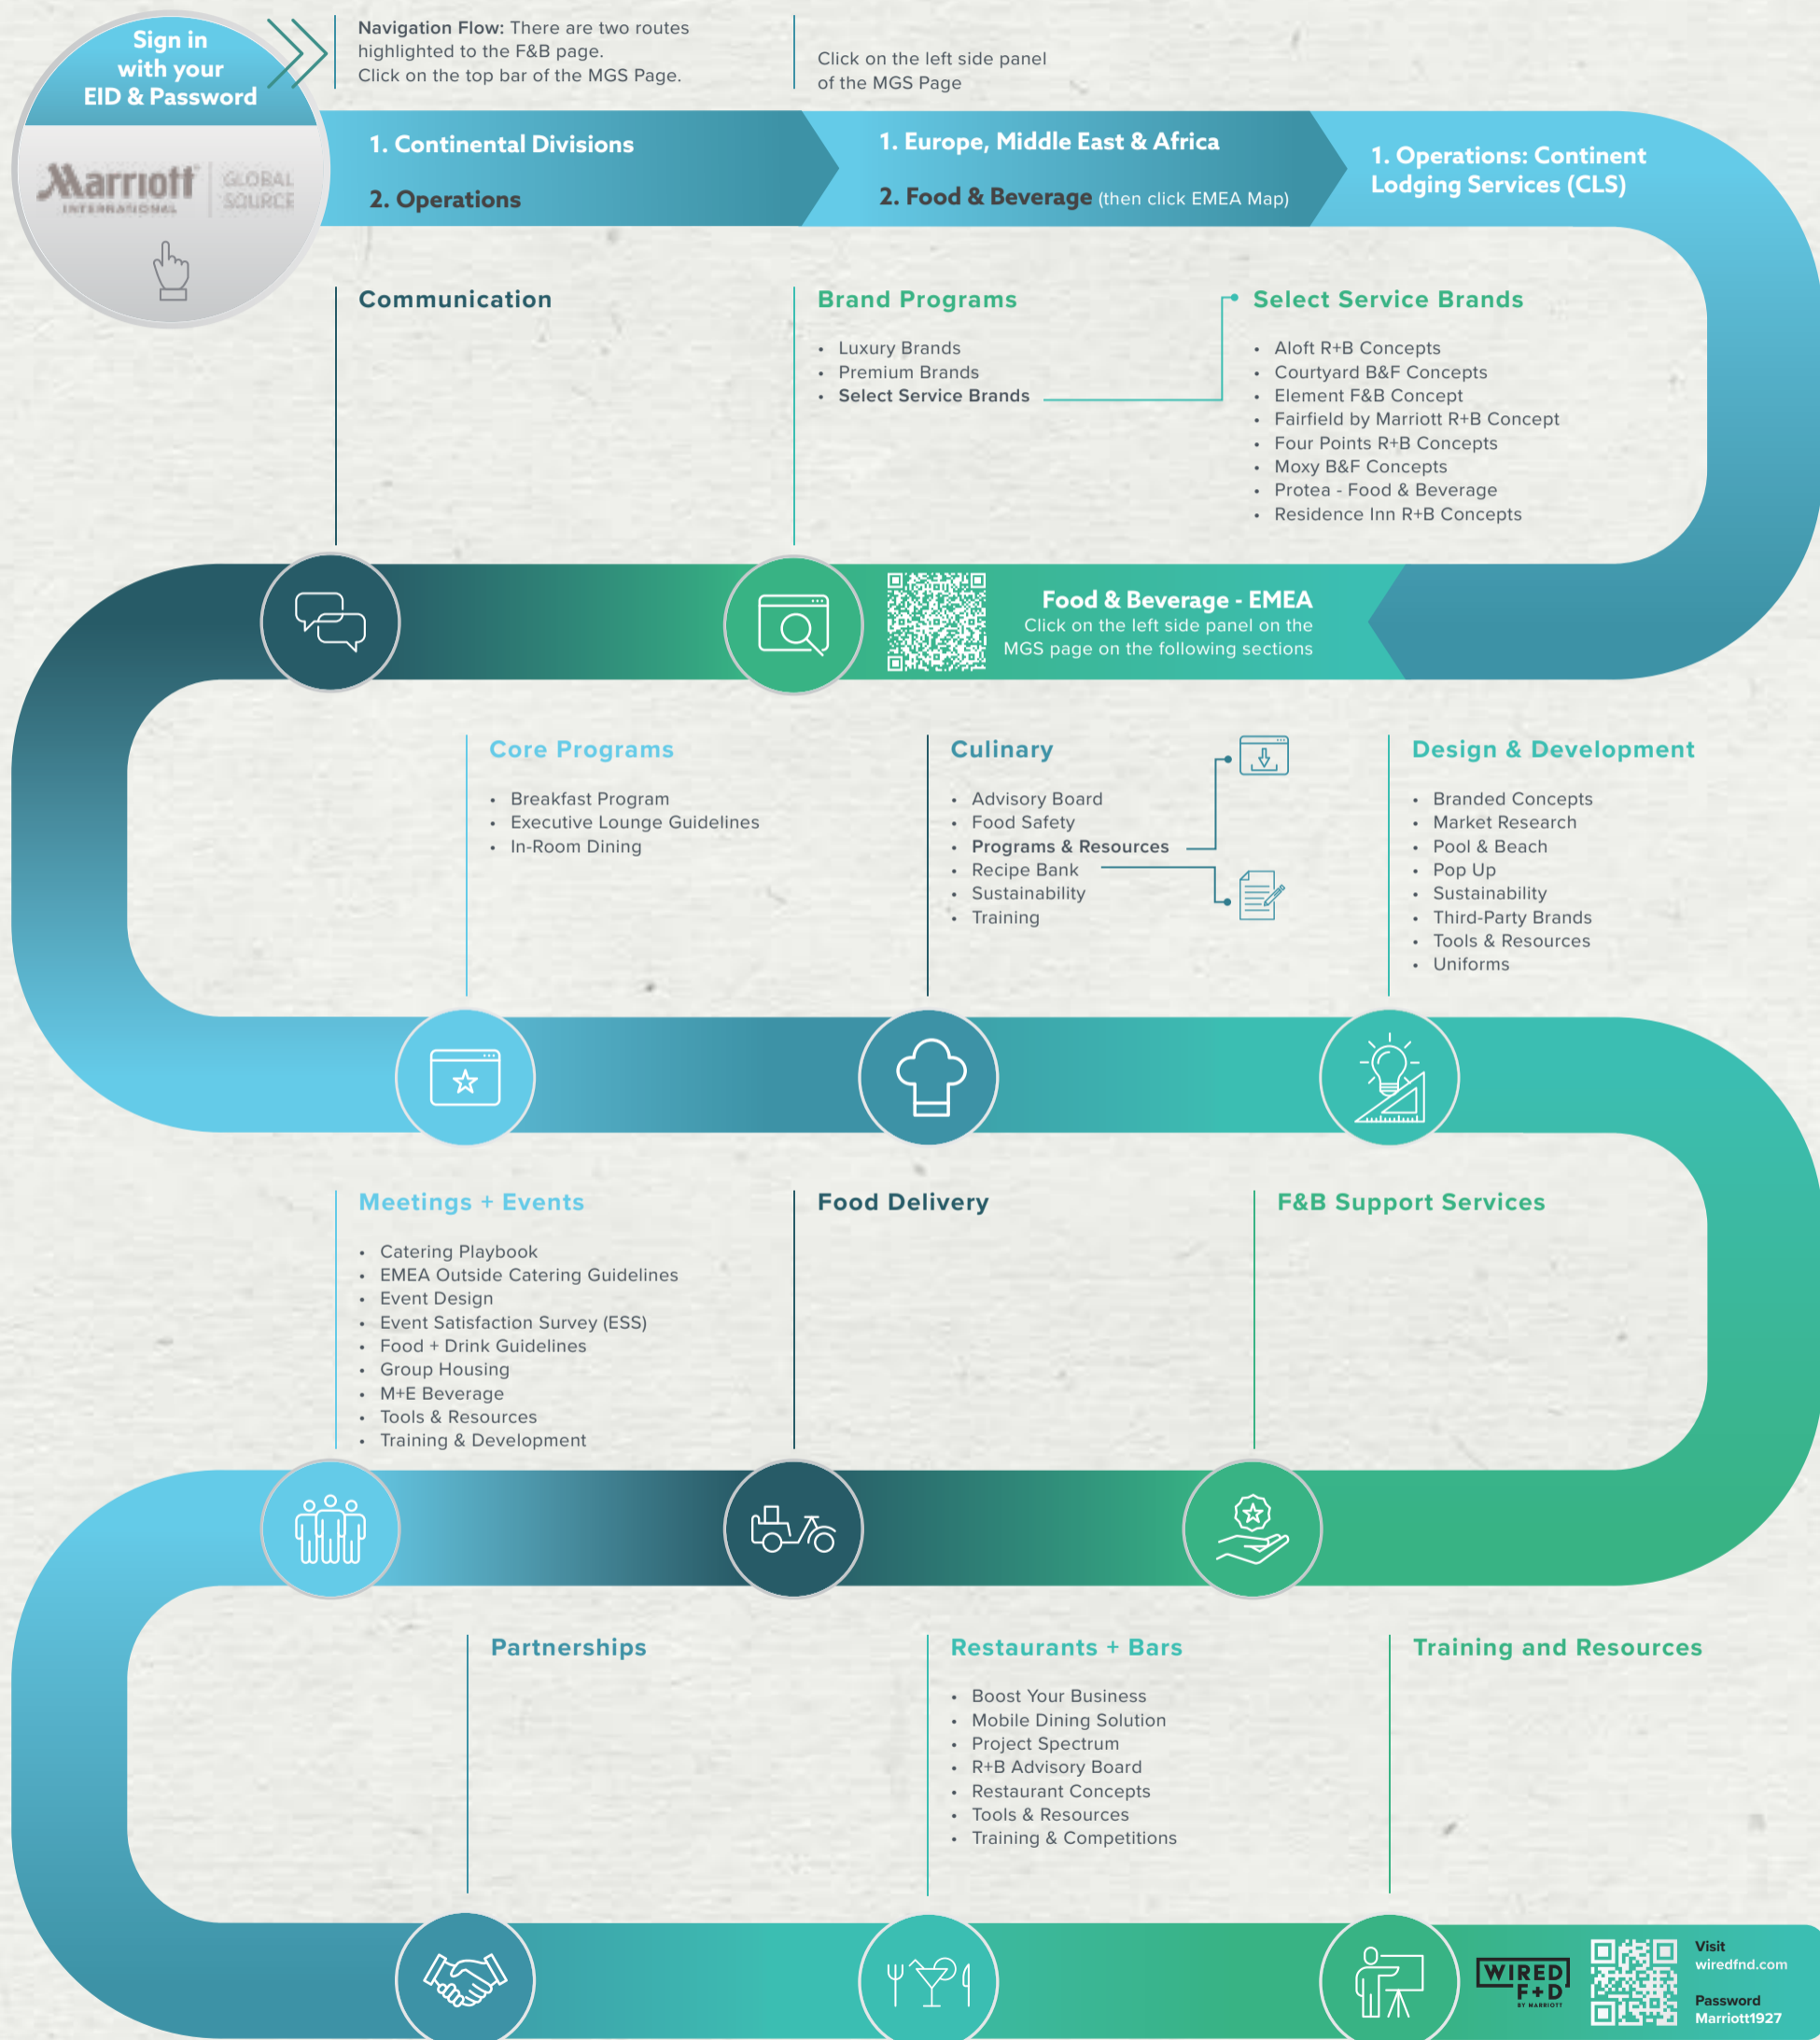 Sign in
with your
EID & Password
Marriott
INTERNATIONAL
GLOBAL
SOURCE
Navigation Flow: There are two routes
highlighted to the F&B page.
Click on the top bar of the MGS Page.
Click on the left side panel
of the MGS Page
1. Continental Divisions
2. Operations
1. Europe, Middle East & Africa
2. Food & Beverage (then click EMEA Map)
1. Operations: Continent
Lodging Services (CLS)
Communication
Brand Programs
• Luxury Brands
• Premium Brands
• Select Service Brands
Select Service Brands
• Aloft R+B Concepts
• Courtyard B&F Concepts
• Element F&B Concept
• Fairfield by Marriott R+B Concept
• Four Points R+B Concepts
• Moxy B&F Concepts
• Protea - Food & Beverage
• Residence Inn R+B Concepts
Food & Beverage - EMEA
Click on the left side panel on the
MGS page on the following sections
Core Programs
• Breakfast Program
• Executive Lounge Guidelines
• In-Room Dining
Culinary
• Advisory Board
• Food Safety
• Programs & Resources
• Recipe Bank
• Sustainability
• Training
Design & Development
• Branded Concepts
• Market Research
• Pool & Beach
• Pop Up
• Sustainability
• Third-Party Brands
• Tools & Resources
• Uniforms
Meetings + Events
• Catering Playbook
• EMEA Outside Catering Guidelines
• Event Design
• Event Satisfaction Survey (ESS)
• Food + Drink Guidelines
• Group Housing
• M+E Beverage
• Tools & Resources
• Training & Development
Food Delivery
F&B Support Services
Partnerships
Restaurants + Bars
• Boost Your Business
• Mobile Dining Solution
• Project Spectrum
• R+B Advisory Board
• Restaurant Concepts
• Tools & Resources
• Training & Competitions
Training and Resources
WIRED
F+D
BY MARRIOTT
Visit
wiredfnd.com
Password
Marriott1927